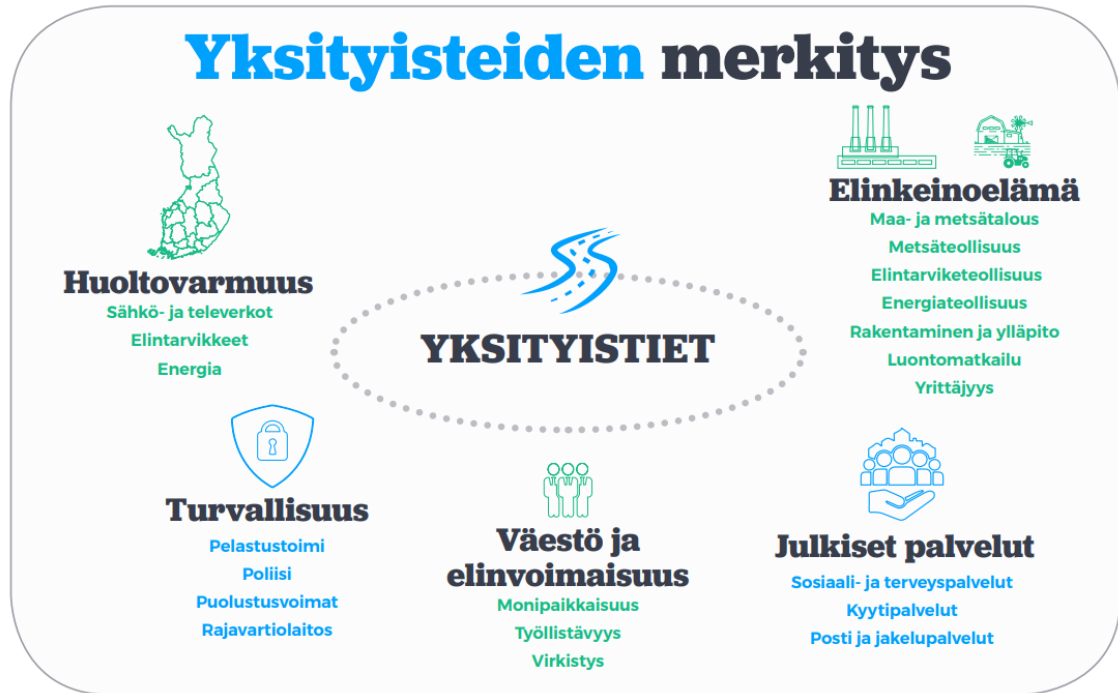 Yksityisteiden merkitys
Huoltovarmuus
Sähkö- ja televerkot
Elintarvikkeet
Energia
Elinkeinoelämä
Maa- ja metsätalous
Metsäteollisuus
Elintarviketeollisuus
Energiateollisuus
Rakentaminen ja ylläpito
Luontomatkailu
Yrittäjyys
YKSITYISTIET
Turvallisuus
Pelastustoimi
Poliisi
Puolustusvoimat
Rajavartiolaitos
Väestö ja
elinvoimaisuus
Monipaikkaisuus
Työllistävyys
Virkistys
Julkiset palvelut
Sosiaali- ja terveyspalvelut
Kyytipalvelut
Posti ja jakelupalvelut